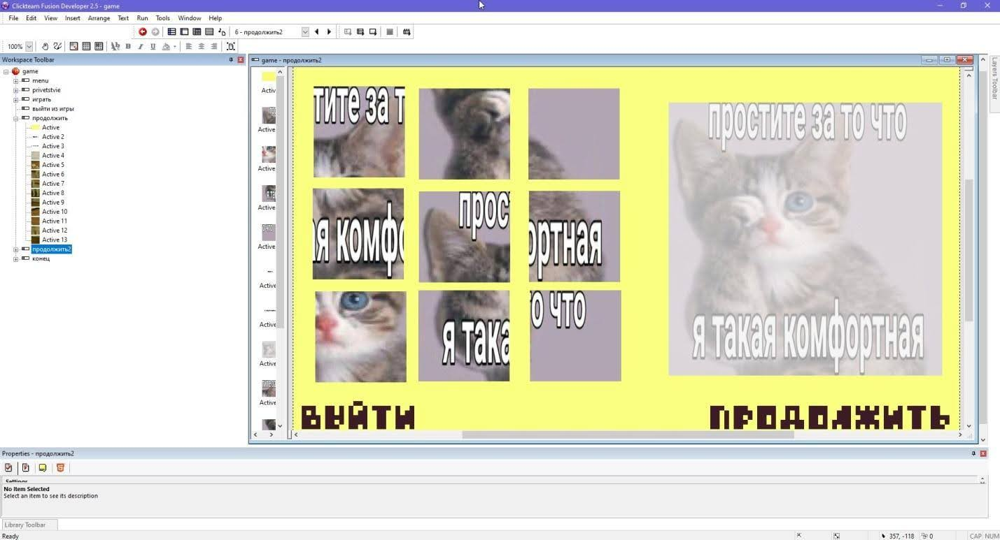 Clickteam Fusion Developer 2.5 - game
File Edit View Insert Arrange Text Run Tools Window Help
6 - продолжить2
100%
Workspace Toolbar
game
menu
privetstvie
играть
выйти из игры
продолжить
Active
Active 2
Active 3
Active 4
Active 5
Active 6
Active 7
Active 8
Active 9
Active 10
Active 11
Active 12
Active 13
продолжить2
конец
game - продолжить2
Activ
Active
Active
Active
Active
Active
Active
Active
Active
тите за т
я комфо
прос
ортная
я така
о что
простите за то что
я такая комфортная
выйти
продолжить
Layers Toolbar
Properties - продолжить2
Settings
No Item Selected
Select an item to see its description
Library Toolbar
Ready
357, -118
0
CAP NUM